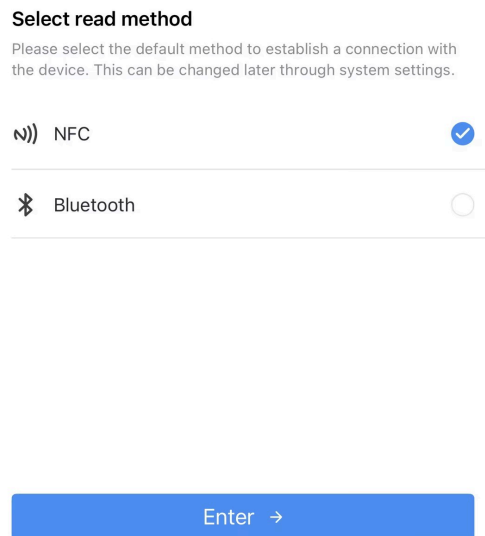 Select read method
Please select the default method to establish a connection with
the device. This can be changed later through system settings.
NFC
Bluetooth
Enter →